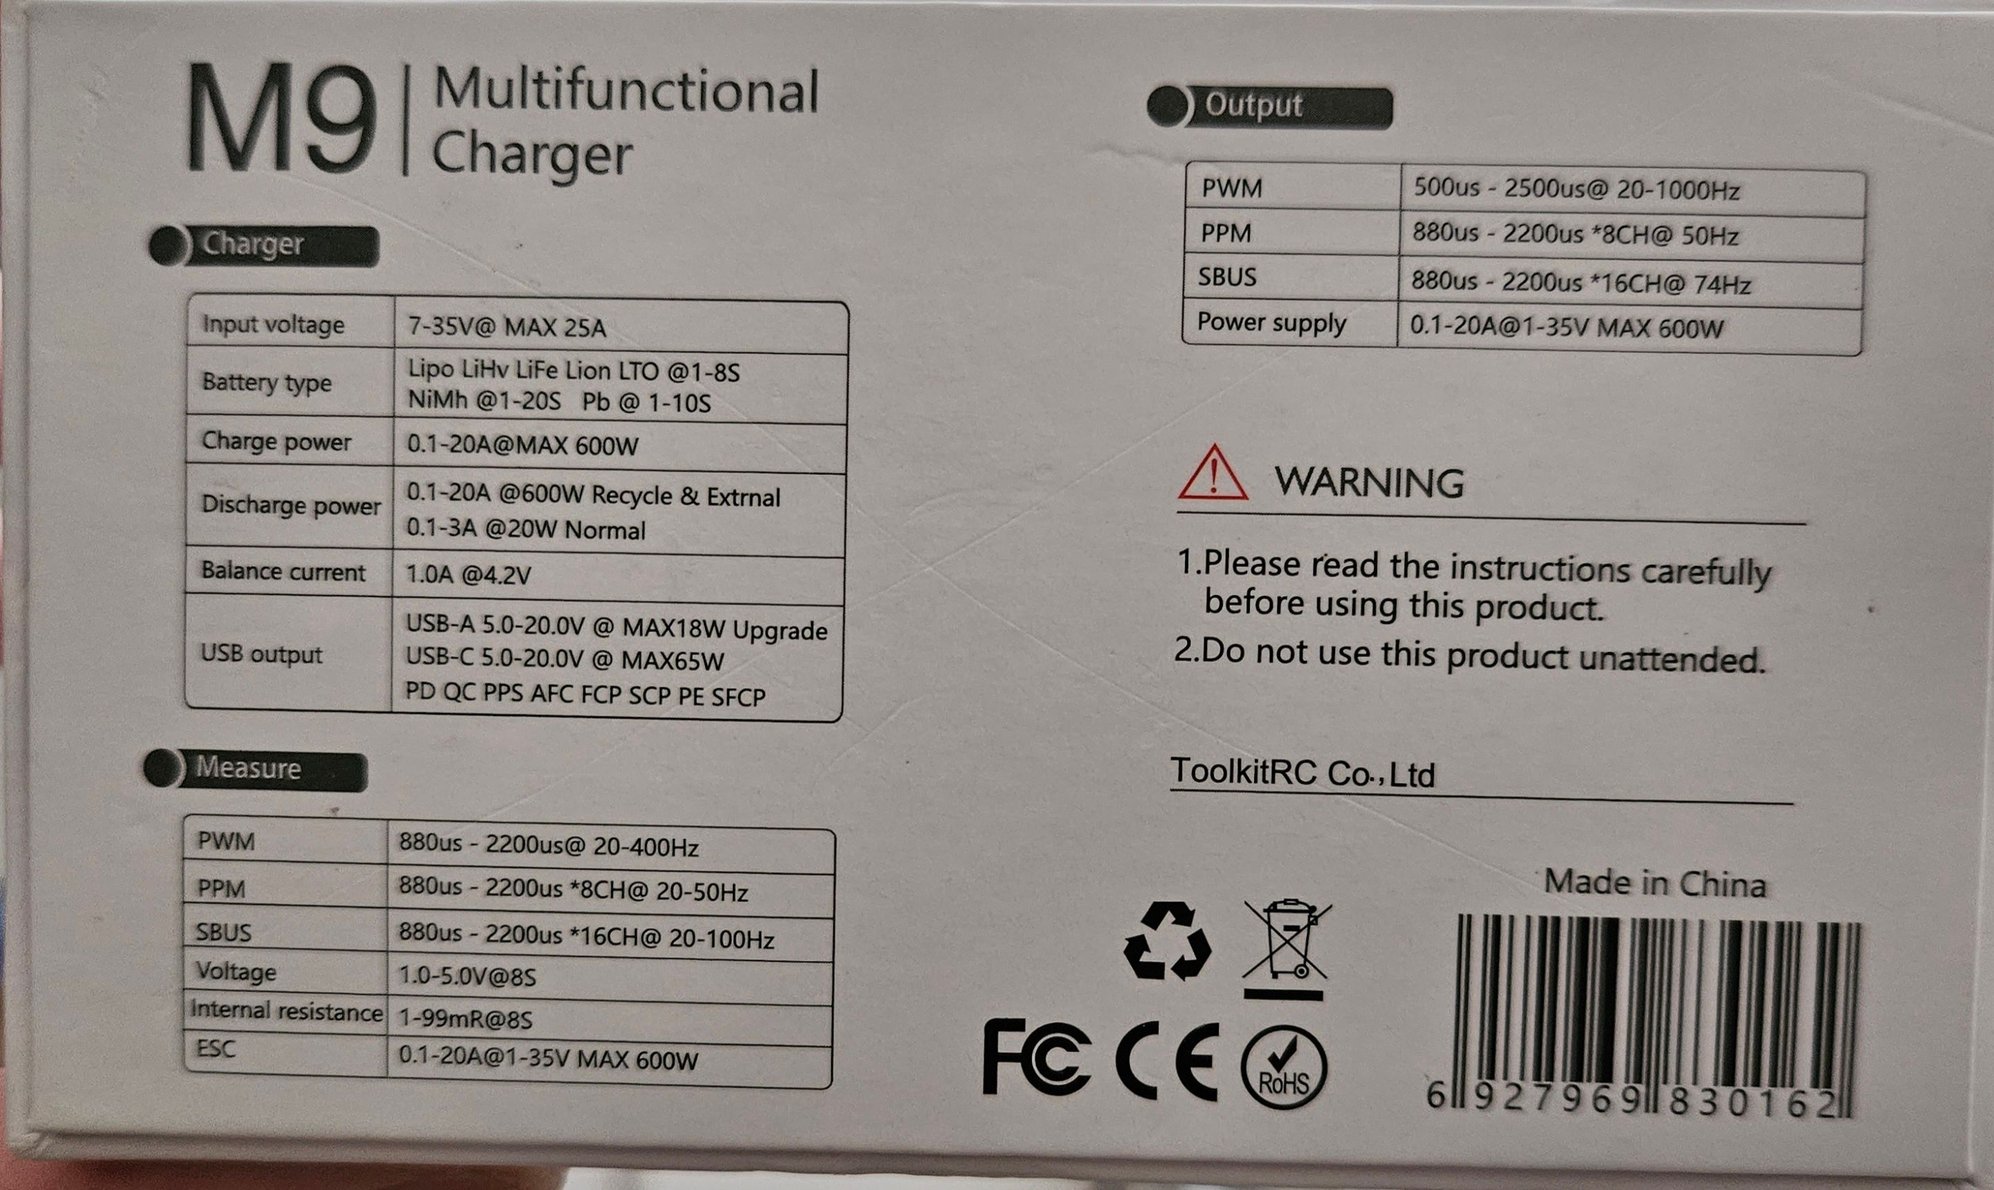 M9 Multifunctional
Charger
Charger
Input voltage 7-35V@ MAX 25A
Battery type Lipo LiHv LiFe Lion LTO @1-8S
NiMh @1-20S Pb @ 1-10S
Charge power 0.1-20A@MAX 600W
Discharge power 0.1-20A @600W Recycle & Extrnal
0.1-3A @20W Normal
Balance current 1.0A @4.2V
USB output USB-A 5.0-20.0V @ MAX18W Upgrade
USB-C 5.0-20.0V @ MAX65W
PD QC PPS AFC FCP SCP PE SFCP
Measure
PWM 880us - 2200us@ 20-400Hz
PPM 880us - 2200us *8CH@ 20-50Hz
SBUS 880us - 2200us *16CH@ 20-100Hz
Voltage 1.0-5.0V@8S
Internal resistance 1-99mR@8S
ESC 0.1-20A@1-35V MAX 600W
Output
PWM 500us - 2500us@ 20-1000Hz
PPM 880us - 2200us *8CH@ 50Hz
SBUS 880us - 2200us *16CH@ 74Hz
Power supply 0.1-20A@1-35V MAX 600W
WARNING
1.Please read the instructions carefully
before using this product.
2.Do not use this product unattended.
ToolkitRC Co.,Ltd
Made in China
FC CE RoHS
6 927969 830162